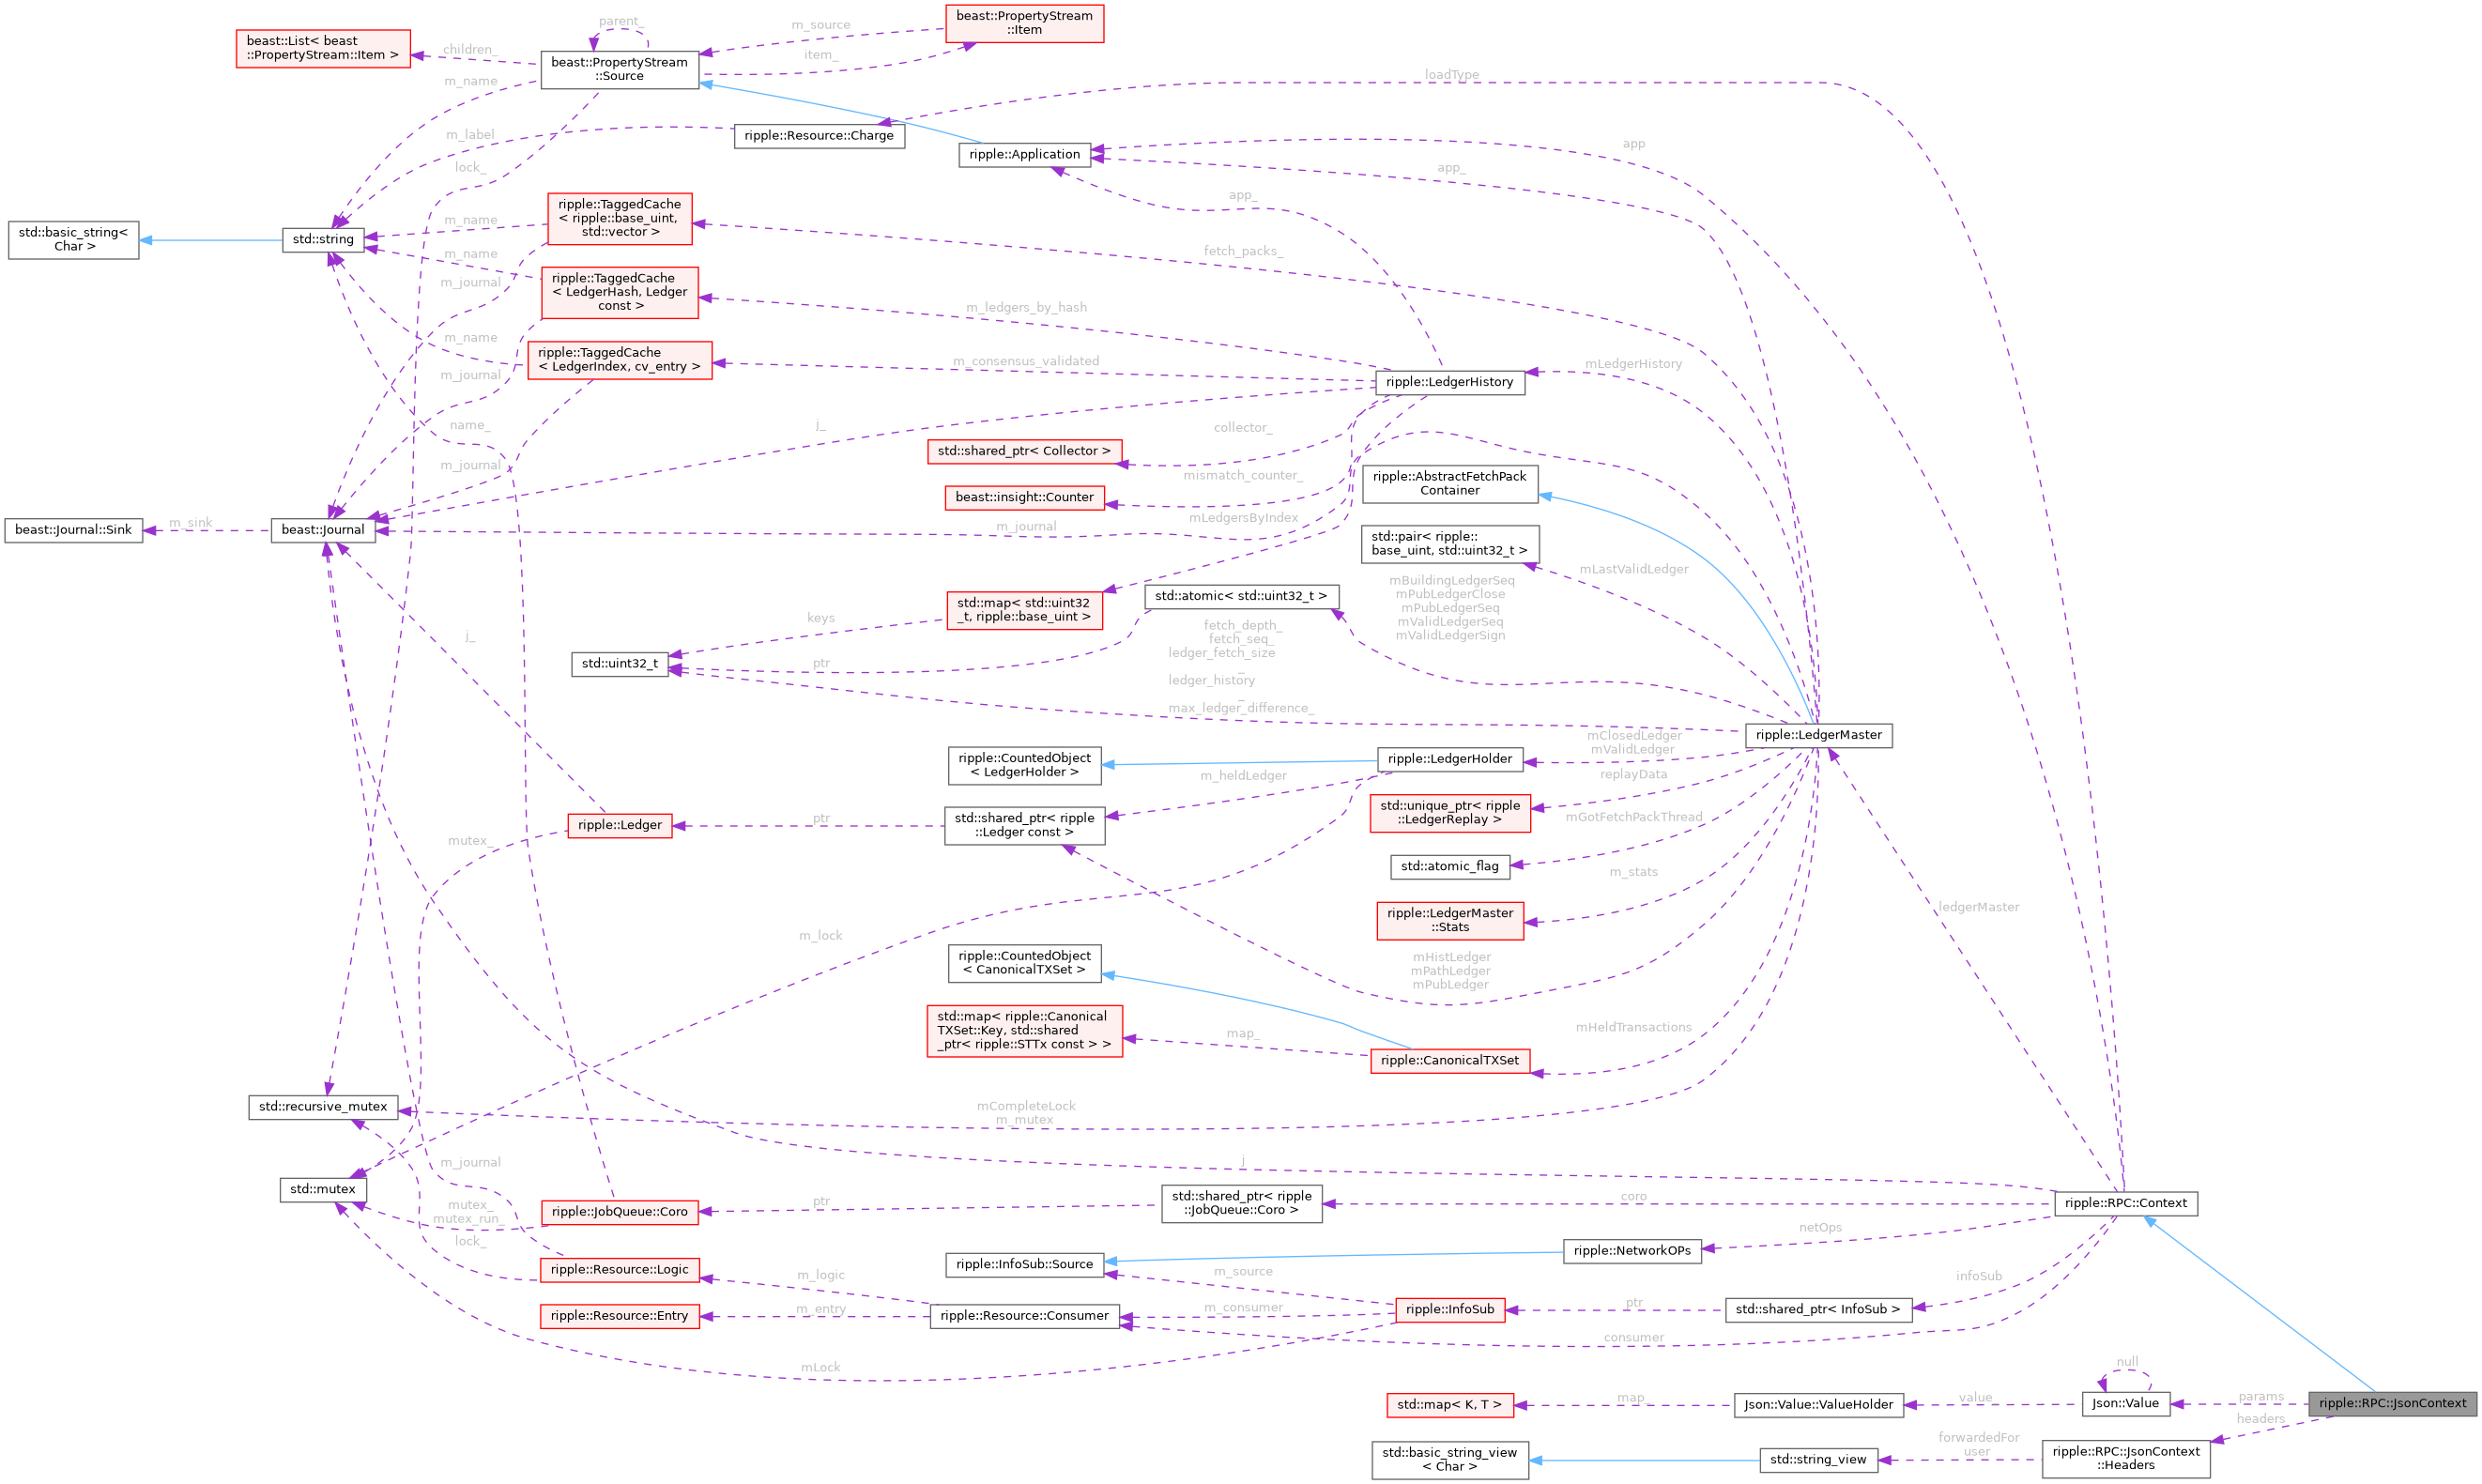 parent_
m_source
item_
children_
m_name
beast::PropertyStream
::Item
beast::List< beast
::PropertyStream::Item >
beast::PropertyStream
::Source
loadType
m_label
lock_
ripple::Resource::Charge
ripple::Application
app
app_
app_
ripple::TaggedCache
< ripple::base_uint,
std::vector >
m_name
std::basic_string<
Char >
std::string
m_name
fetch_packs_
ripple::TaggedCache
< LedgerHash, Ledger
const >
m_journal
m_ledgers_by_hash
m_name
ripple::TaggedCache
< LedgerIndex, cv_entry >
m_journal
m_consensus_validated
mLedgerHistory
ripple::LedgerHistory
name_
j_
collector_
std::shared_ptr< Collector >
m_journal
mismatch_counter_
beast::insight::Counter
ripple::AbstractFetchPack
Container
beast::Journal::Sink
m_sink
beast::Journal
m_journal
mLedgersByIndex
std::pair< ripple::
base_uint, std::uint32_t >
mLastValidLedger
std::map< std::uint32
_t, ripple::base_uint >
std::atomic< std::uint32_t >
mBuildingLedgerSeq
mPubLedgerClose
mPubLedgerSeq
mValidLedgerSeq
mValidLedgerSign
keys
j_
std::uint32_t
ptr
fetch_depth_
fetch_seq_
ledger_fetch_size
_
ledger_history
_
max_ledger_difference_
ripple::LedgerMaster
ripple::CountedObject
< LedgerHolder >
ripple::LedgerHolder
mClosedLedger
mValidLedger
m_heldLedger
replayData
std::unique_ptr< ripple
::LedgerReplay >
ripple::Ledger
ptr
std::shared_ptr< ripple
::Ledger const >
mGotFetchPackThread
mutex_
std::atomic_flag
m_stats
ripple::LedgerMaster
::Stats
ledgerMaster
m_lock
ripple::CountedObject
< CanonicalTXSet >
mHistLedger
mPathLedger
mPubLedger
std::map< ripple::Canonical
TXSet::Key, std::shared
_ptr< ripple::STTx const > >
map_
ripple::CanonicalTXSet
mHeldTransactions
std::recursive_mutex
mCompleteLock
m_mutex
m_journal
j
std::mutex
mutex_
mutex_run_
ripple::JobQueue::Coro
ptr
std::shared_ptr< ripple
::JobQueue::Coro >
coro
ripple::RPC::Context
lock_
netOps
ripple::NetworkOPs
ripple::InfoSub::Source
ripple::Resource::Logic
m_logic
m_source
infoSub
ripple::Resource::Entry
m_entry
ripple::Resource::Consumer
m_consumer
ripple::InfoSub
ptr
std::shared_ptr< InfoSub >
consumer
mLock
null
std::map< K, T >
map_
Json::Value::ValueHolder
value
Json::Value
params
ripple::RPC::JsonContext
headers
std::basic_string_view
< Char >
std::string_view
forwardedFor
user
ripple::RPC::JsonContext
::Headers